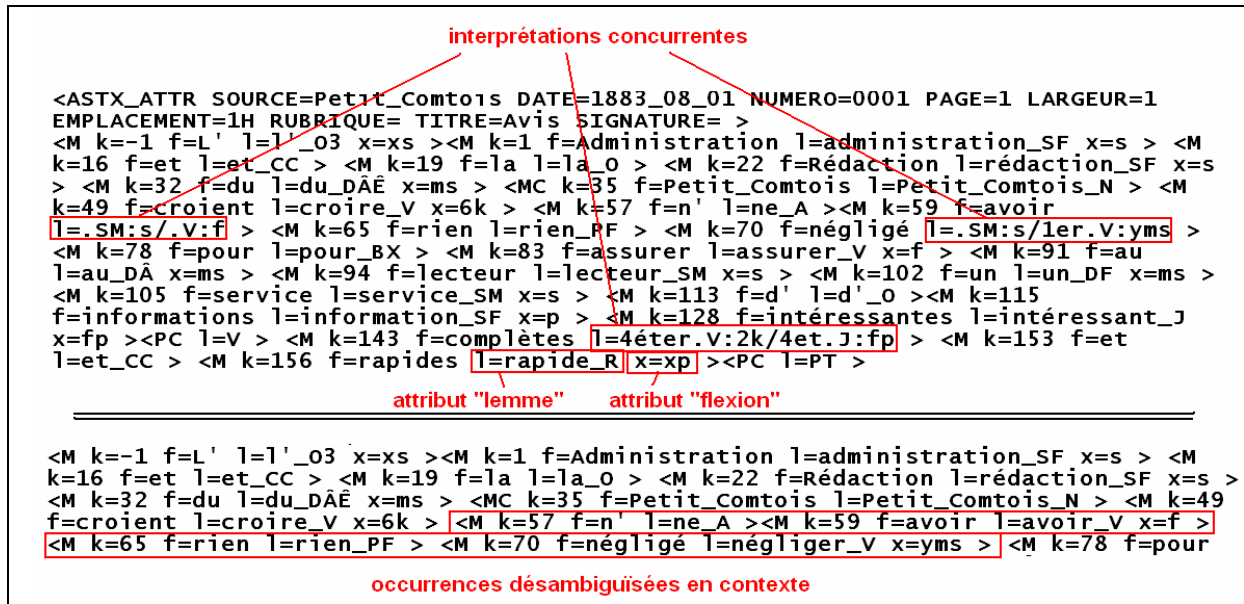 interprétations concurrentes
<ASTX_ATTR SOURCE=Petit_Comtois DATE=1883_08_01 NUMERO=0001 PAGE=1 LARGEUR=1
EMPLACEMENT=1H RUBRIQUE= TITRE=Avis SIGNATURE= >
<M k=-1 f=L' l=l'_O3 x=xs ><M k=1 f=Administration l=administration_SF x=s > <M
k=16 f=et l=et_CC > <M k=19 f=la l=la_O > <M k=22 f=Rédaction l=rédaction_SF x=s
> <M k=32 f=du l=du_DÂÊ x=ms > <MC k=35 f=Petit_Comtois l=Petit_Comtois_N > <M
k=49 f=croient l=croire_V x=6k > <M k=57 f=n' l=ne_A ><M k=59 f=avoir
l=.SM:s/.V:f > <M k=65 f=rien l=rien_PF > <M k=70 f=négligé l=.SM:s/1er.V:yms >
<M k=78 f=pour l=pour_BX > <M k=83 f=assurer l=assurer_V x=f > <M k=91 f=au
l=au_DÂ x=ms > <M k=94 f=lecteur l=lecteur_SM x=s > <M k=102 f=un l=un_DF x=ms >
<M k=105 f=service l=service_SM x=s > <M k=113 f=d' l=d'_O ><M k=115
f=informations l=information_SF x=p > <M k=128 f=intéressantes l=intéressant_J
x=fp ><PC l=V > <M k=143 f=complètes l=4éter.V:2k/4et.J:fp > <M k=153 f=et
l=et_CC > <M k=156 f=rapides l=rapide_R x=xp ><PC l=PT >
attribut "lemme" attribut "flexion"
<M k=-1 f=L' l=l'_O3 x=xs ><M k=1 f=Administration l=administration_SF x=s > <M
k=16 f=et l=et_CC > <M k=19 f=la l=la_O > <M k=22 f=Rédaction l=rédaction_SF x=s >
<M k=32 f=du l=du_DÂÊ x=ms > <MC k=35 f=Petit_Comtois l=Petit_Comtois_N > <M k=49
f=croient l=croire_V x=6k > <M k=57 f=n' l=ne_A ><M k=59 f=avoir l=avoir_V x=f >
<M k=65 f=rien l=rien_PF > <M k=70 f=négligé l=négliger_V x=yms > <M k=78 f=pour
occurrences désambiguïsées en contexte